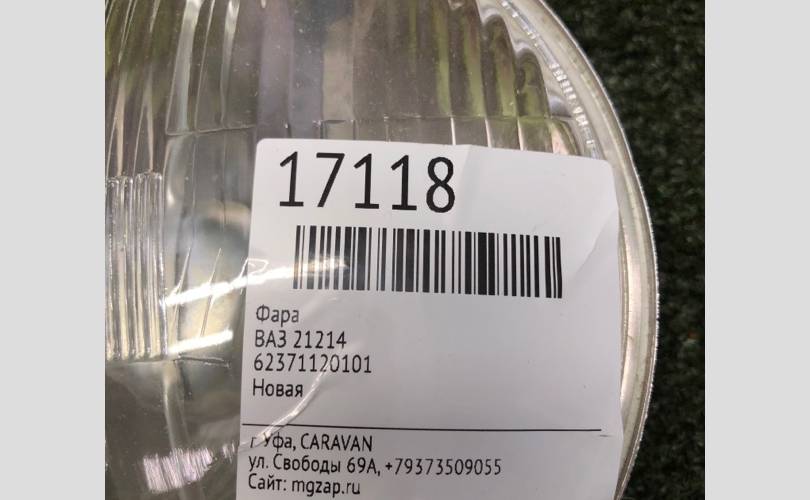 17118
Фара
ВАЗ 21214
62371120101
Новая
г Уфа, CARAVAN
ул. Свободы 69А, +79373509055
Сайт: mgzap.ru